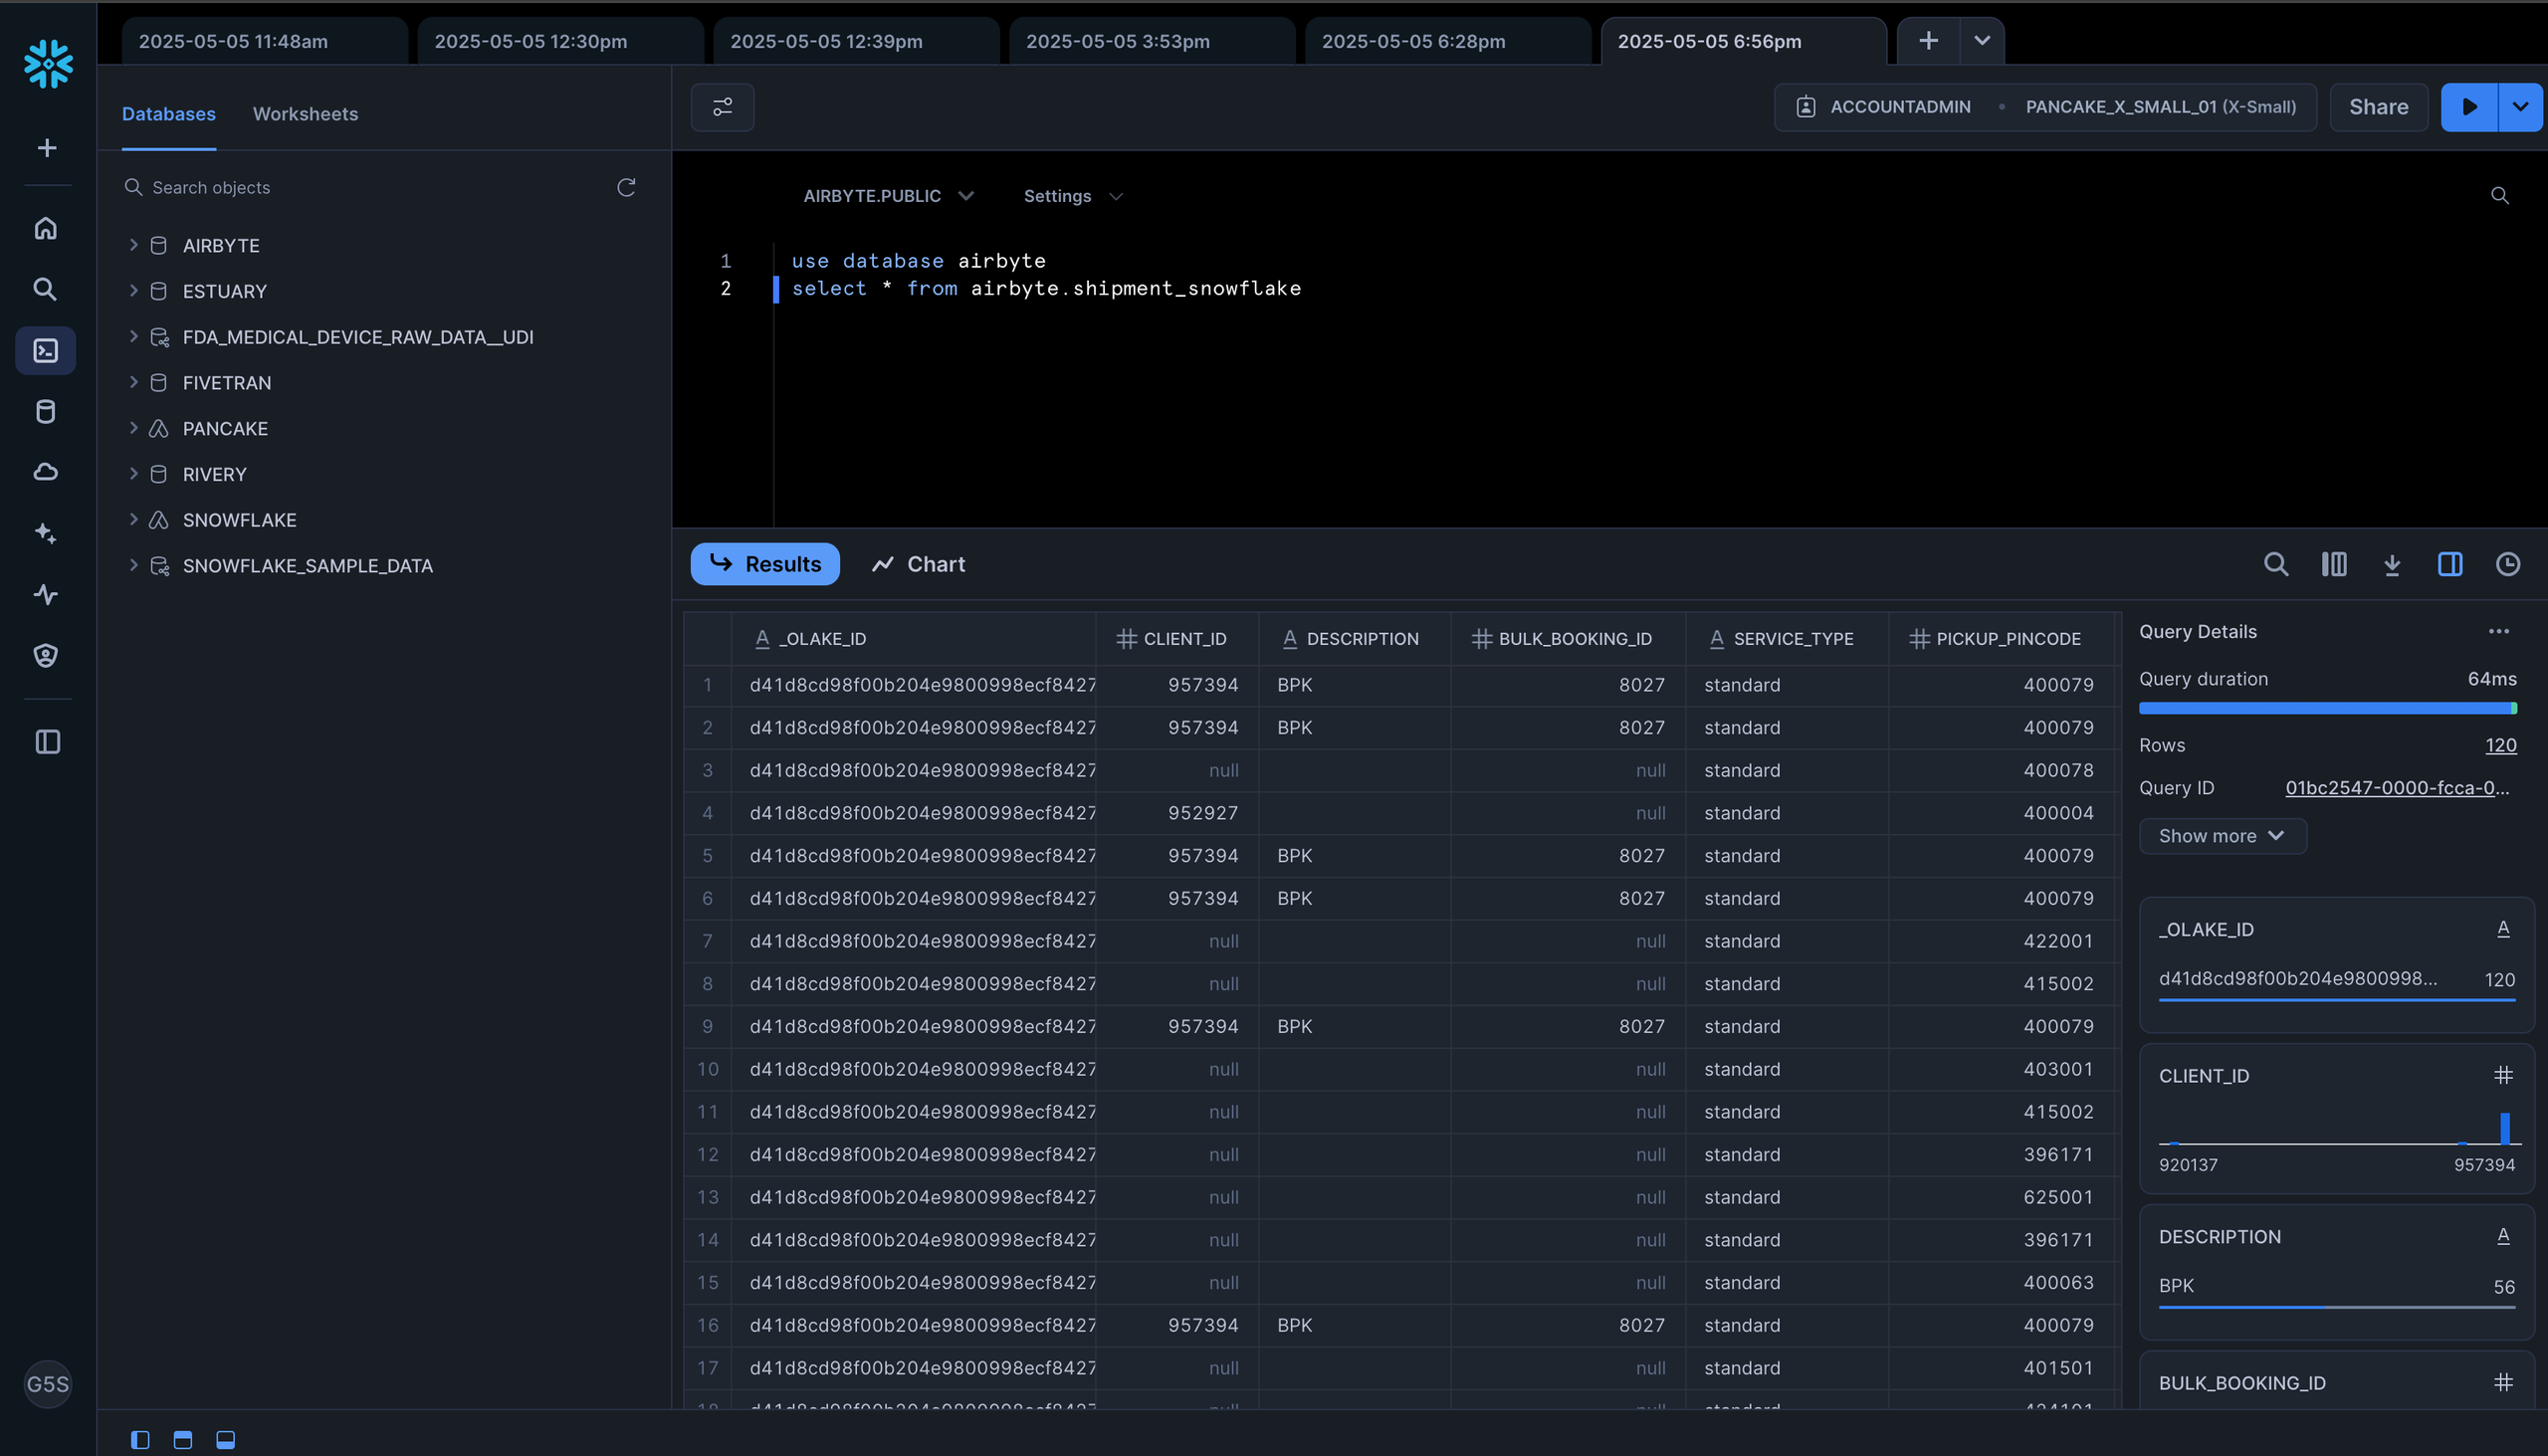 2025-05-05 11:48am 2025-05-05 12:30pm 2025-05-05 12:39pm 2025-05-05 3:53pm 2025-05-05 6:28pm 2025-05-05 6:56pm
Databases Worksheets
ACCOUNTADMIN • PANCAKE_X_SMALL_01 (X-Small) Share
Search objects
AIRBYTE
ESTUARY
FDA_MEDICAL_DEVICE_RAW_DATA__UDI
FIVETRAN
PANCAKE
RIVERY
SNOWFLAKE
SNOWFLAKE_SAMPLE_DATA
G5S
AIRBYTE.PUBLIC Settings
1 use database airbyte
2 select * from airbyte.shipment_snowflake
Results Chart
_OLAKE_ID CLIENT_ID DESCRIPTION BULK_BOOKING_ID SERVICE_TYPE PICKUP_PINCODE
1 d41d8cd98f00b204e9800998ecf8427 957394 BPK 8027 standard 400079
2 d41d8cd98f00b204e9800998ecf8427 957394 BPK 8027 standard 400079
3 d41d8cd98f00b204e9800998ecf8427 null null standard 400078
4 d41d8cd98f00b204e9800998ecf8427 952927 null standard 400004
5 d41d8cd98f00b204e9800998ecf8427 957394 BPK 8027 standard 400079
6 d41d8cd98f00b204e9800998ecf8427 957394 BPK 8027 standard 400079
7 d41d8cd98f00b204e9800998ecf8427 null null standard 422001
8 d41d8cd98f00b204e9800998ecf8427 null null standard 415002
9 d41d8cd98f00b204e9800998ecf8427 957394 BPK 8027 standard 400079
10 d41d8cd98f00b204e9800998ecf8427 null null standard 403001
11 d41d8cd98f00b204e9800998ecf8427 null null standard 415002
12 d41d8cd98f00b204e9800998ecf8427 null null standard 396171
13 d41d8cd98f00b204e9800998ecf8427 null null standard 625001
14 d41d8cd98f00b204e9800998ecf8427 null null standard 396171
15 d41d8cd98f00b204e9800998ecf8427 null null standard 400063
16 d41d8cd98f00b204e9800998ecf8427 957394 BPK 8027 standard 400079
17 d41d8cd98f00b204e9800998ecf8427 null null standard 401501
Query Details
Query duration 64ms
Rows 120
Query ID 01bc2547-0000-fcca-0...
Show more
_OLAKE_ID
d41d8cd98f00b204e9800998... 120
CLIENT_ID
920137 957394
DESCRIPTION
BPK 56
BULK_BOOKING_ID